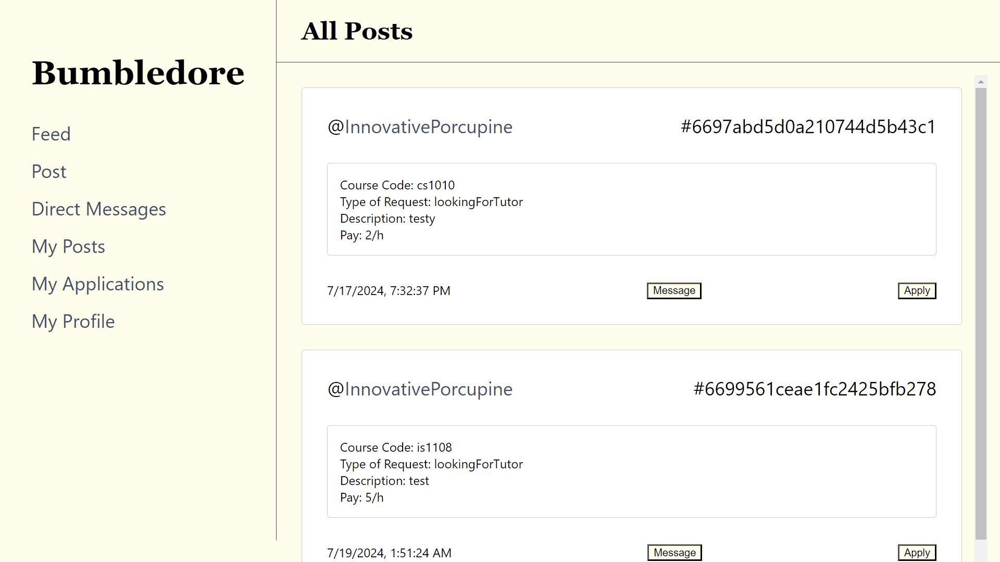 Bumbledore
Feed
Post
Direct Messages
My Posts
My Applications
My Profile
All Posts
@InnovativePorcupine #6697abd5d0a210744d5b43c1
Course Code: cs1010
Type of Request: lookingForTutor
Description: testy
Pay: 2/h
7/17/2024, 7:32:37 PM Message Apply
@InnovativePorcupine #6699561ceae1fc2425bfb278
Course Code: is1108
Type of Request: lookingForTutor
Description: test
Pay: 5/h
7/19/2024, 1:51:24 AM Message Apply